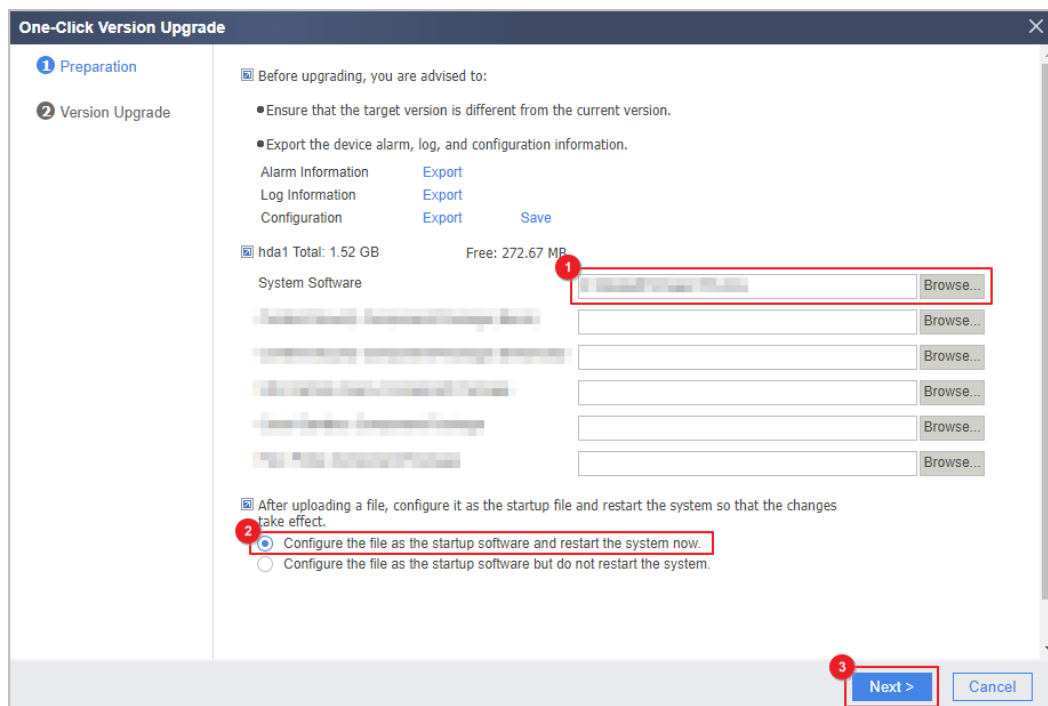 One-Click Version Upgrade
1 Preparation
2 Version Upgrade
Before upgrading, you are advised to:
Ensure that the target version is different from the current version.
Export the device alarm, log, and configuration information.
Alarm Information Export
Log Information Export
Configuration Export Save
hda1 Total: 1.52 GB Free: 272.67 MB
1
System Software Browse...
Browse...
Browse...
Browse...
Browse...
Browse...
After uploading a file, configure it as the startup file and restart the system so that the changes
take effect.
2
Configure the file as the startup software and restart the system now.
Configure the file as the startup software but do not restart the system.
3
Next > Cancel